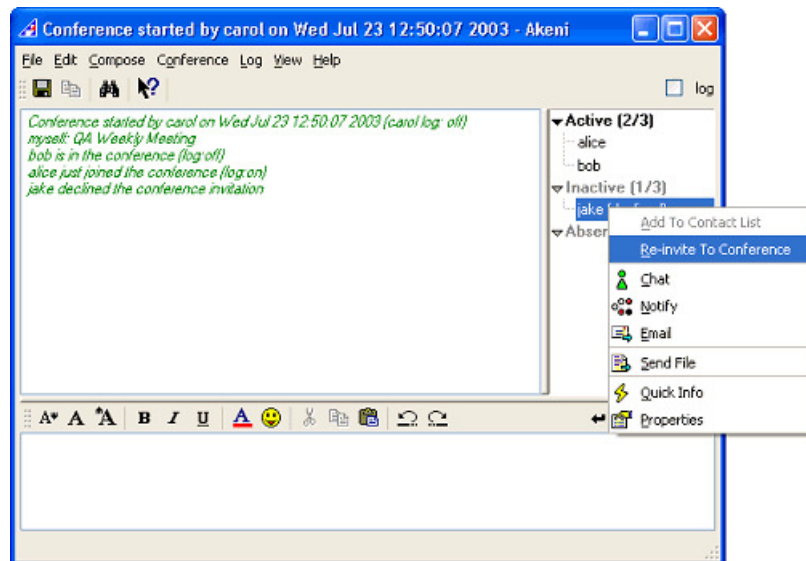 Conference started by carol on Wed Jul 23 12:50:07 2003 - Akeni
File Edit Compose Conference Log View Help
log
Conference started by carol on Wed Jul 23 12:50:07 2003 (carol log: off)
myself: QA Weekly Meeting
bob is in the conference (log:off)
alice just joined the conference (log:on)
jake declined the conference invitation
Active (2/3)
alice
bob
Inactive (1/3)
jake
Add To Contact List
Re-invite To Conference
Chat
Notify
Email
Send File
Quick Info
Properties
A A A B I U A